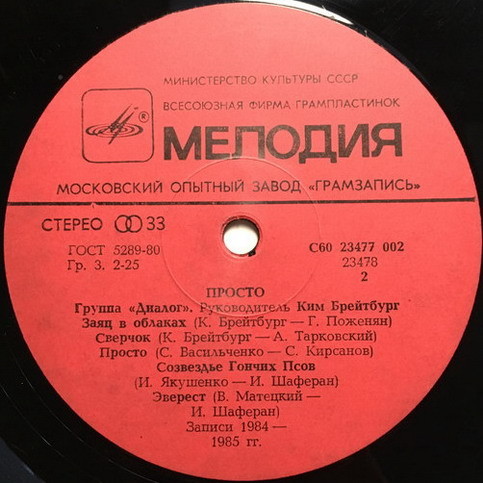 МИНИСТЕРСТВО КУЛЬТУРЫ СССР
ВСЕСОЮЗНАЯ ФИРМА ГРАМПЛАСТИНОК
®
МЕЛОДИЯ
МОСКОВСКИЙ ОПЫТНЫЙ ЗАВОД «ГРАМЗАПИСЬ»
СТЕРЕО 33
ГОСТ 5289-80
Гр. 3. 2-25
С60 23477 002
23478
2
ПРОСТО
Группа «Диалог». Руководитель Ким Брейтбург
Заяц в облаках (К. Брейтбург — Г. Поженян)
Сверчок (К. Брейтбург — А. Тарковский)
Просто (С. Васильченко — С. Кирсанов)
Созвездье Гончих Псов
(И. Якушенко — И. Шаферан)
Эверест (В. Матецкий —
И. Шаферан)
Записи 1984 —
1985 гг.